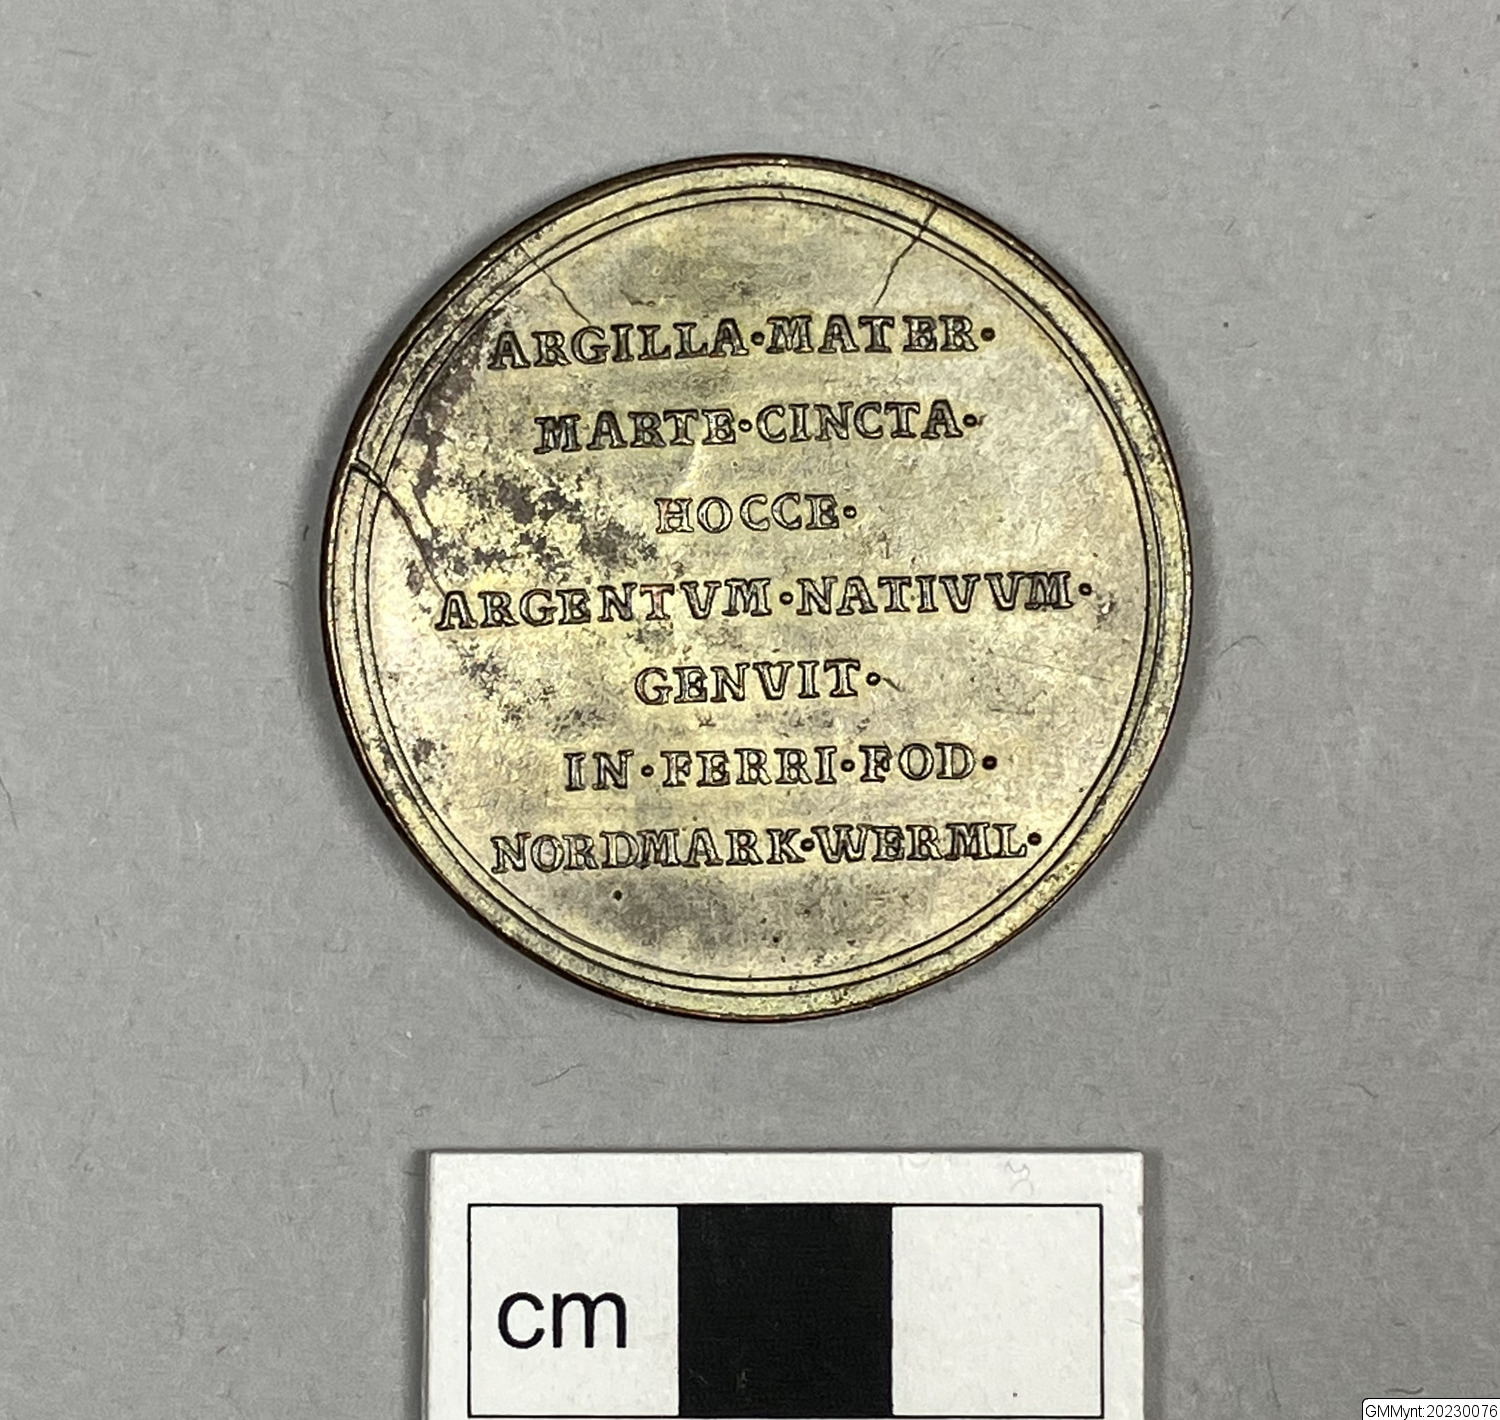 ARGILLA·MATER·
MARTE·CINCTA·
HOCCE·
ARGENTVM·NATIVVM·
GENVIT·
IN·FERRI·FOD·
NORDMARK·WERML·
cm
GMMynt:20230076